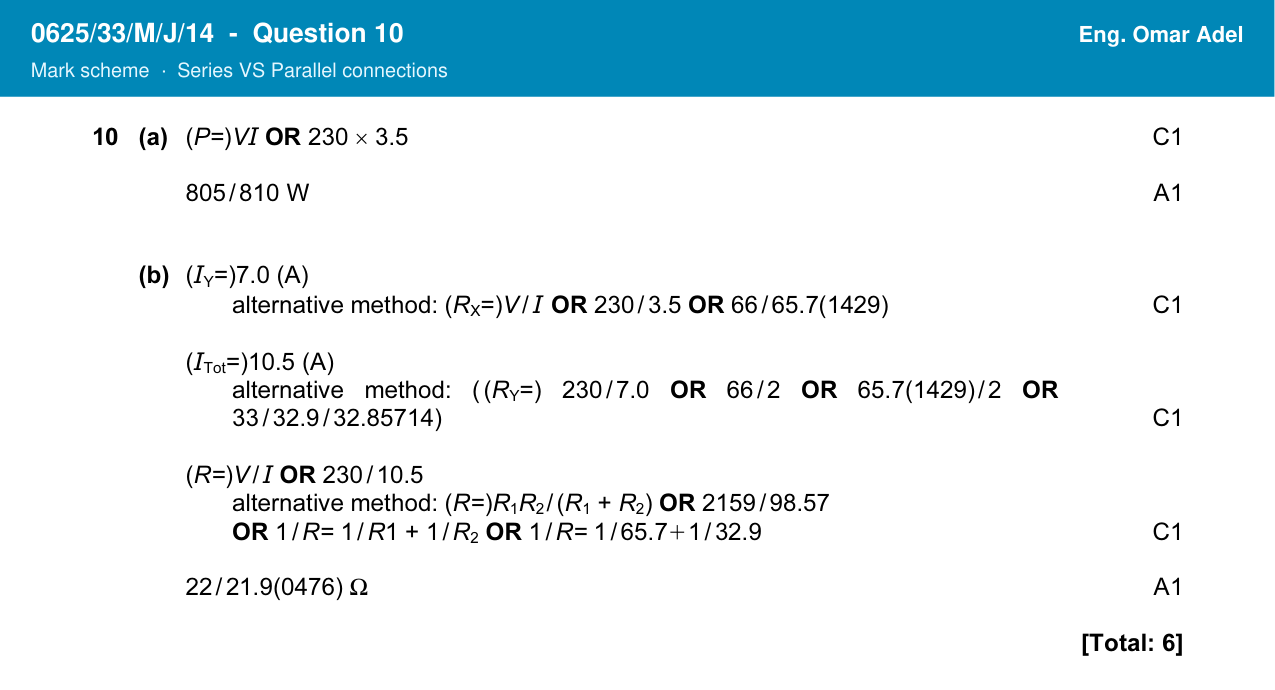 0625/33/M/J/14 - Question 10
Eng. Omar Adel
Mark scheme · Series VS Parallel connections
10 (a) (P=)VI OR 230 × 3.5 C1
805/810 W A1
(b) (I_Y=)7.0 (A)
alternative method: (R_X=)V/I OR 230/3.5 OR 66/65.7(1429) C1
(I_Tot=)10.5 (A)
alternative method: ((R_Y=) 230/7.0 OR 66/2 OR 65.7(1429)/2 OR
33/32.9/32.85714) C1
(R=)V/I OR 230/10.5
alternative method: (R=)R₁R₂/(R₁ + R₂) OR 2159/98.57
OR 1/R= 1/R1 + 1/R₂ OR 1/R= 1/65.7+1/32.9 C1
22/21.9(0476) Ω A1
[Total: 6]